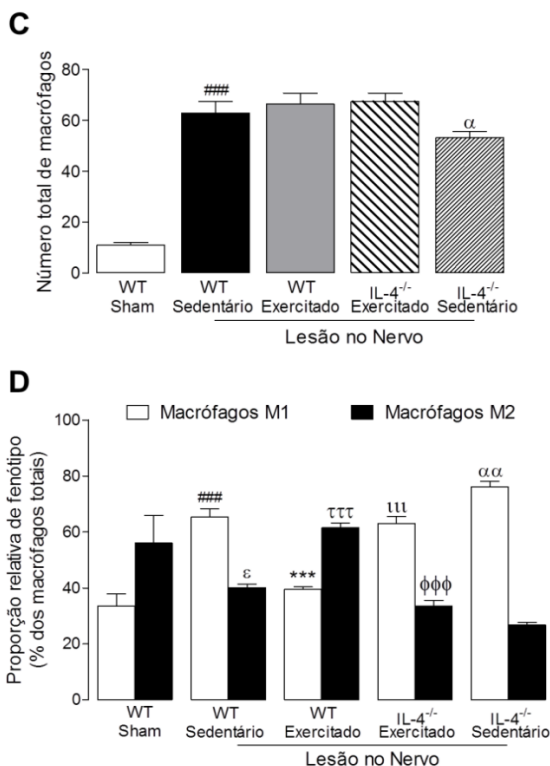 C
Número total de macrófagos
80
60
40
20
0
###
α
WT WT WT IL-4-/- IL-4-/-
Sham Sedentário Exercitado Exercitado Sedentário
Lesão no Nervo
D
Proporção relativa de fenótipo
(% dos macrófagos totais)
100
80
60
40
20
0
Macrófagos M1 Macrófagos M2
###
ε
***
τττ
ιιι
ϕϕϕ
αα
WT WT WT IL-4-/- IL-4-/-
Sham Sedentário Exercitado Exercitado Sedentário
Lesão no Nervo